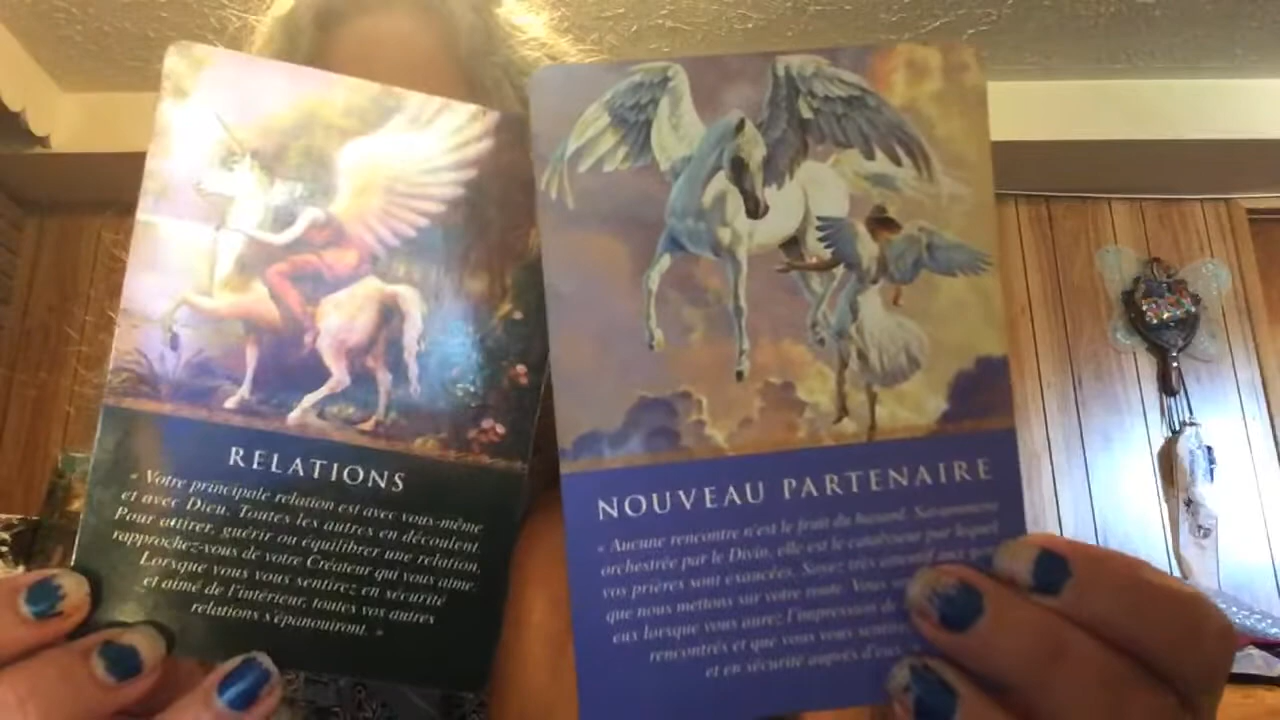 RELATIONS
« Votre principale relation est avec vous-même
et avec Dieu. Toutes les autres en découlent.
Pour attirer, guérir ou équilibrer une relation,
rapprochez-vous de votre Créateur qui vous aime.
Lorsque vous vous sentirez en sécurité
et aimé de l'intérieur, toutes vos autres
relations s'épanouiront. »
NOUVEAU PARTENAIRE
« Aucune rencontre n'est le fruit du hasard. Savamment
orchestrée par le Divin, elle est le catalyseur par lequel
vos prières sont exaucées. Soyez très attentif aux
que nous mettons sur votre route. Vous
eux lorsque vous aurez l'impression de
rencontrés et que vous vous
et en sécurité auprès d'eux